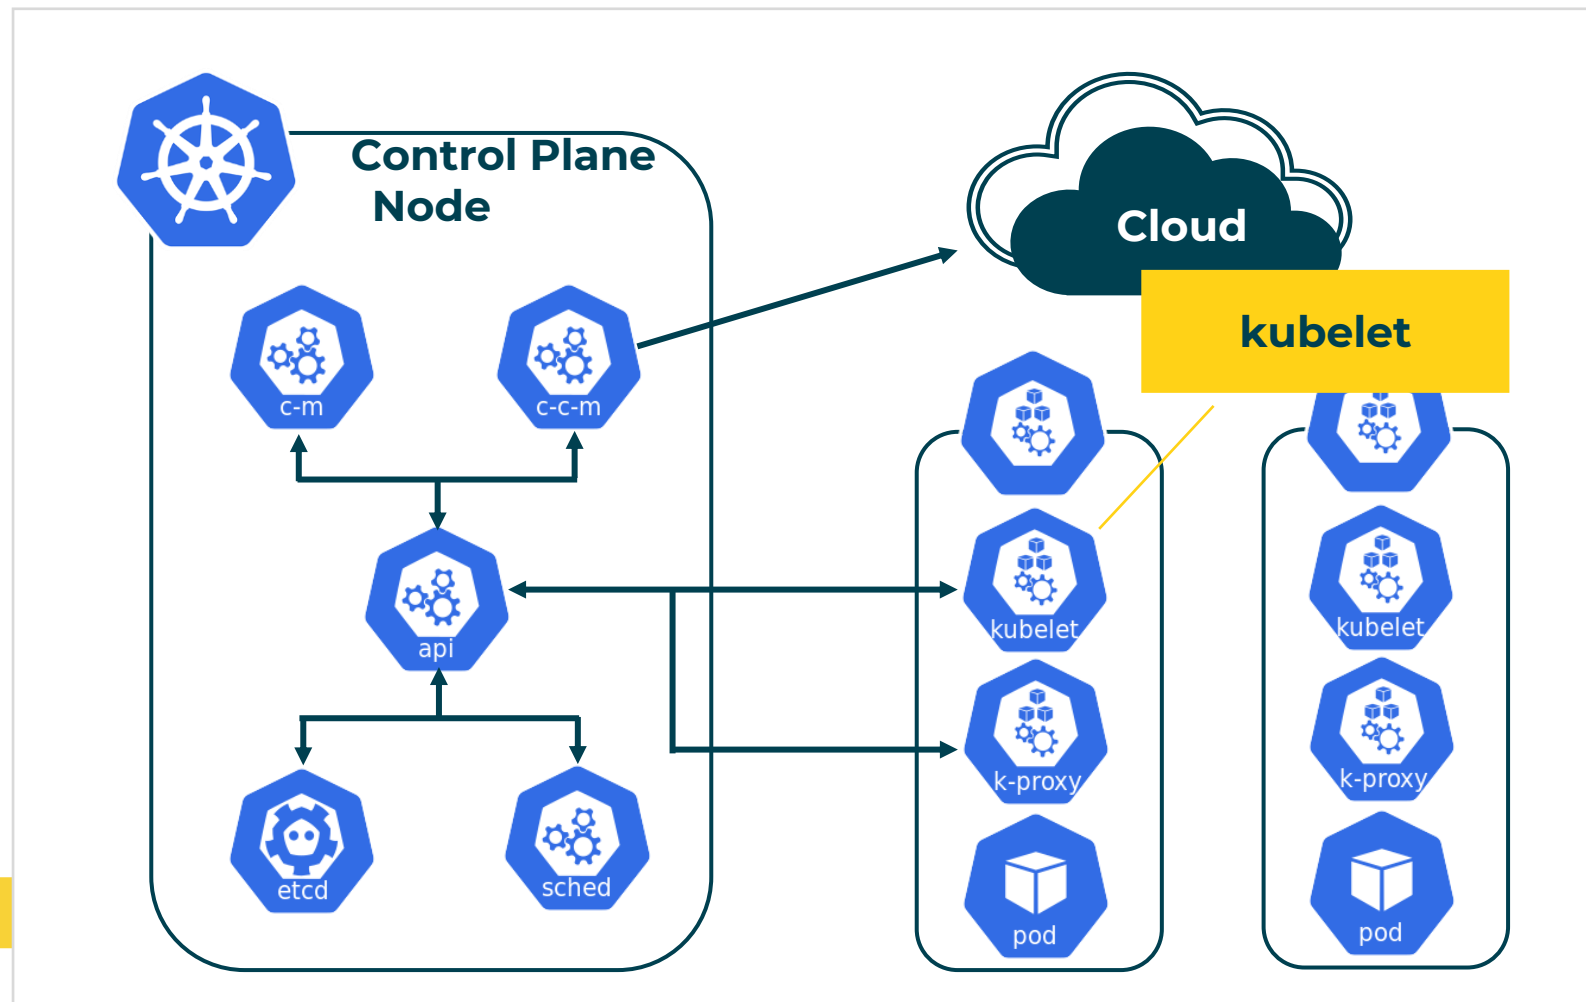 Control Plane
Node
Cloud
kubelet
c-m
c-c-m
api
etcd
sched
kubelet
k-proxy
pod
kubelet
k-proxy
pod